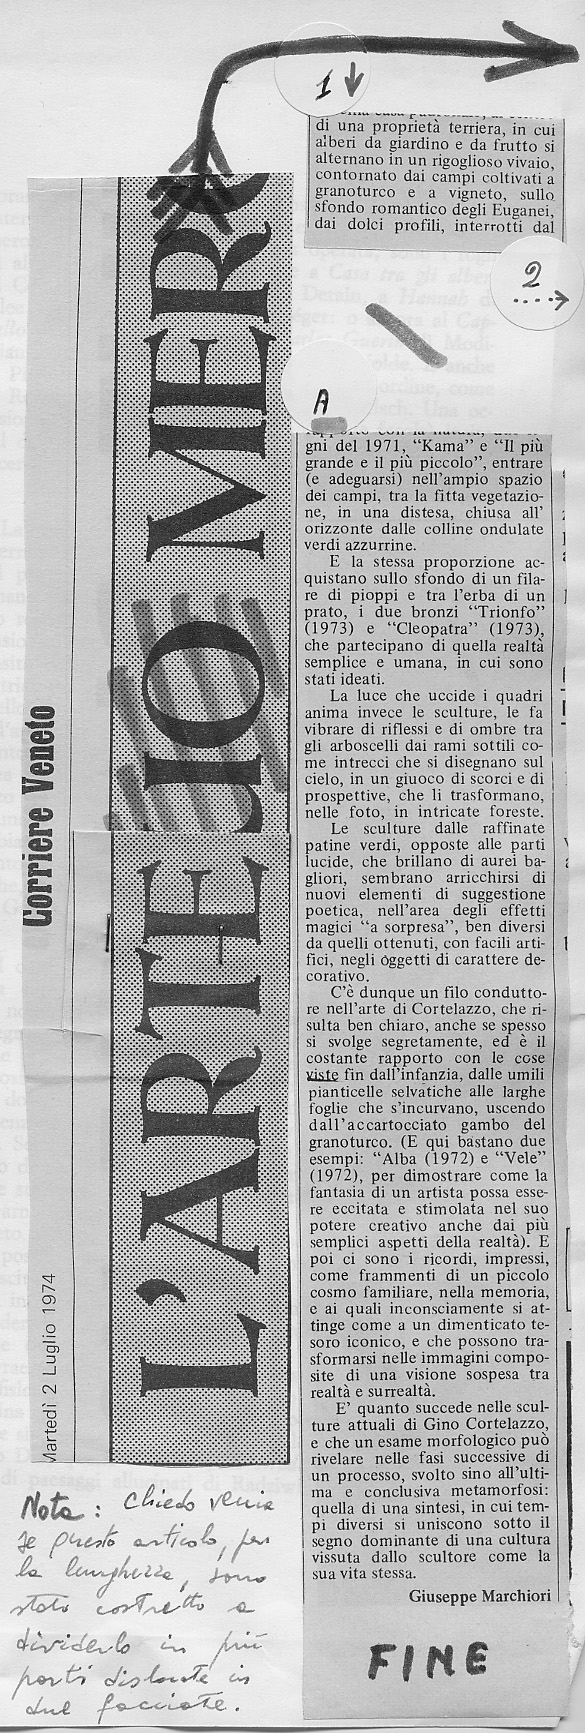 1
di una proprietà terriera, in cui
alberi da giardino e da frutto si
alternano in un rigoglioso vivaio,
contornato dai campi coltivati a
granoturco e a vigneto, sullo
sfondo romantico degli Euganei,
dai dolci profili, interrotti dal
2
A
rapporto con la natura,
gni del 1971, “Kama” e “Il più
grande e il più piccolo”, entrare
(e adeguarsi) nell'ampio spazio
dei campi, tra la fitta vegetazio-
ne, in una distesa, chiusa all'
orizzonte dalle colline ondulate
verdi azzurrine.
E la stessa proporzione ac-
quistano sullo sfondo di un fila-
re di pioppi e tra l'erba di un
prato, i due bronzi “Trionfo”
(1973) e “Cleopatra” (1973),
che partecipano di quella realtà
semplice e umana, in cui sono
stati ideati.
La luce che uccide i quadri
anima invece le sculture, le fa
vibrare di riflessi e di ombre tra
gli arboscelli dai rami sottili co-
me intrecci che si disegnano sul
cielo, in un giuoco di scorci e di
prospettive, che li trasformano,
nelle foto, in intricate foreste.
Le sculture dalle raffinate
patine verdi, opposte alle parti
lucide, che brillano di aurei ba-
gliori, sembrano arricchirsi di
nuovi elementi di suggestione
poetica, nell'area degli effetti
magici “a sorpresa”, ben diversi
da quelli ottenuti, con facili arti-
fici, negli oggetti di carattere de-
corativo.
C'è dunque un filo condutto-
re nell'arte di Cortelazzo, che ri-
sulta ben chiaro, anche se spesso
si svolge segretamente, ed è il
costante rapporto con le cose
viste fin dall'infanzia, dalle umili
pianticelle selvatiche alle larghe
foglie che s'incurvano, uscendo
dall'accartocciato gambo del
granoturco. (E qui bastano due
esempi: “Alba (1972) e “Vele”
(1972), per dimostrare come la
fantasia di un artista possa esse-
re eccitata e stimolata nel suo
potere creativo anche dai più
semplici aspetti della realtà). E
poi ci sono i ricordi, impressi,
come frammenti di un piccolo
cosmo familiare, nella memoria,
e ai quali inconsciamente si at-
tinge come a un dimenticato te-
soro iconico, e che possono tra-
sformarsi nelle immagini compo-
site di una visione sospesa tra
realtà e surrealtà.
E' quanto succede nelle scul-
ture attuali di Gino Cortelazzo,
e che un esame morfologico può
rivelare nelle fasi successive di
un processo, svolto sino all'ulti-
ma e conclusiva metamorfosi:
quella di una sintesi, in cui tem-
pi diversi si uniscono sotto il
segno dominante di una cultura
vissuta dallo scultore come la
sua vita stessa.
Giuseppe Marchiori
FINE
Corriere Veneto
Martedì 2 Luglio 1974
L'ARTE IO MERC
Nota: chiedo venia
se questo articolo, per
la lunghezza, sono
stato costretto a
dividerlo in più
parti dislocate in
due facciate.